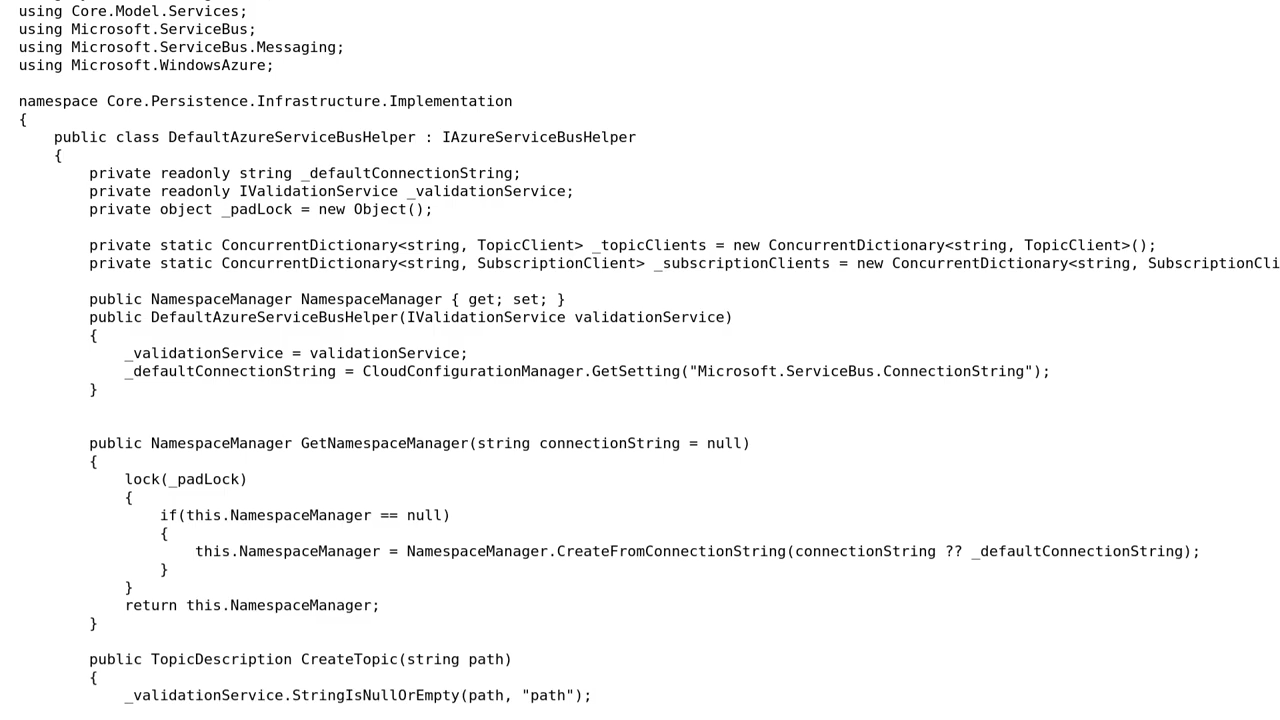 using Core.Model.Services;
using Microsoft.ServiceBus;
using Microsoft.ServiceBus.Messaging;
using Microsoft.WindowsAzure;

namespace Core.Persistence.Infrastructure.Implementation
{
    public class DefaultAzureServiceBusHelper : IAzureServiceBusHelper
    {
        private readonly string _defaultConnectionString;
        private readonly IValidationService _validationService;
        private object _padLock = new Object();

        private static ConcurrentDictionary<string, TopicClient> _topicClients = new ConcurrentDictionary<string, TopicClient>();
        private static ConcurrentDictionary<string, SubscriptionClient> _subscriptionClients = new ConcurrentDictionary<string, SubscriptionCli

        public NamespaceManager NamespaceManager { get; set; }
        public DefaultAzureServiceBusHelper(IValidationService validationService)
        {
            _validationService = validationService;
            _defaultConnectionString = CloudConfigurationManager.GetSetting("Microsoft.ServiceBus.ConnectionString");
        }


        public NamespaceManager GetNamespaceManager(string connectionString = null)
        {
            lock(_padLock)
            {
                if(this.NamespaceManager == null)
                {
                    this.NamespaceManager = NamespaceManager.CreateFromConnectionString(connectionString ?? _defaultConnectionString);
                }
            }
            return this.NamespaceManager;
        }

        public TopicDescription CreateTopic(string path)
        {
            _validationService.StringIsNullOrEmpty(path, "path");